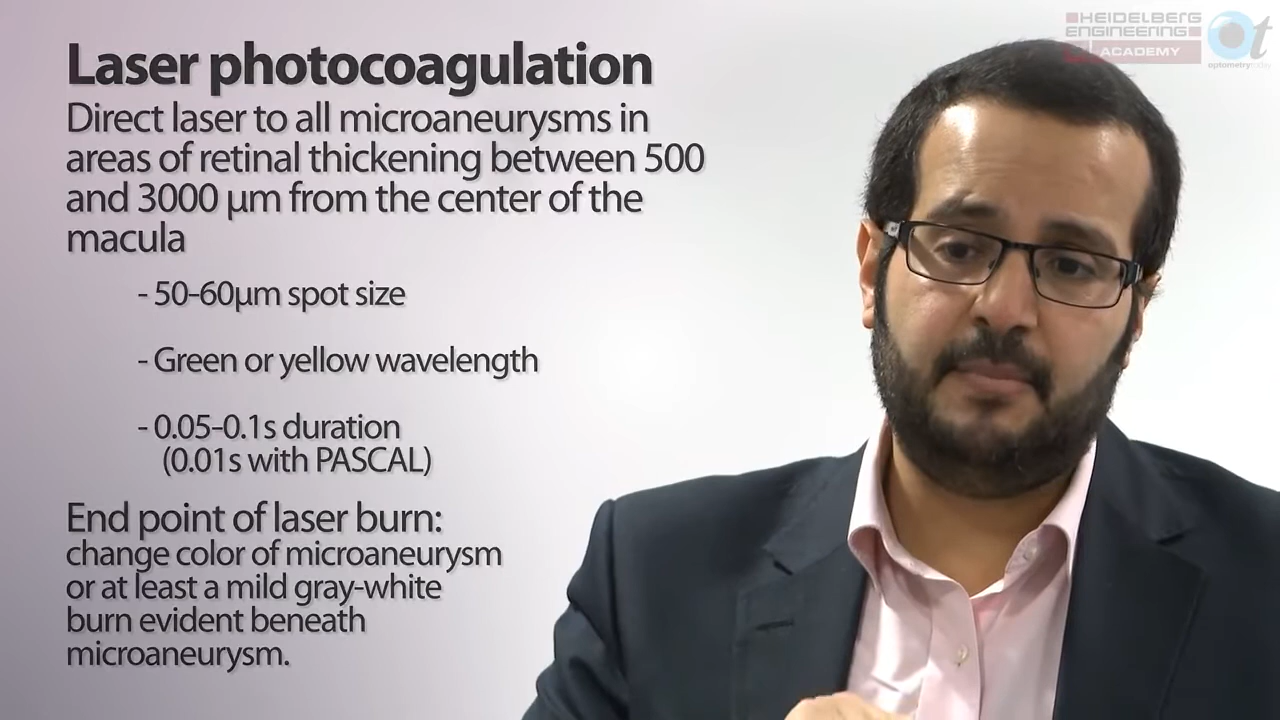 HEIDELBERG
ENGINEERING
ACADEMY
optometrytoday
Laser photocoagulation
Direct laser to all microaneurysms in
areas of retinal thickening between 500
and 3000 µm from the center of the
macula
- 50-60µm spot size
- Green or yellow wavelength
- 0.05-0.1s duration
(0.01s with PASCAL)
End point of laser burn:
change color of microaneurysm
or at least a mild gray-white
burn evident beneath
microaneurysm.